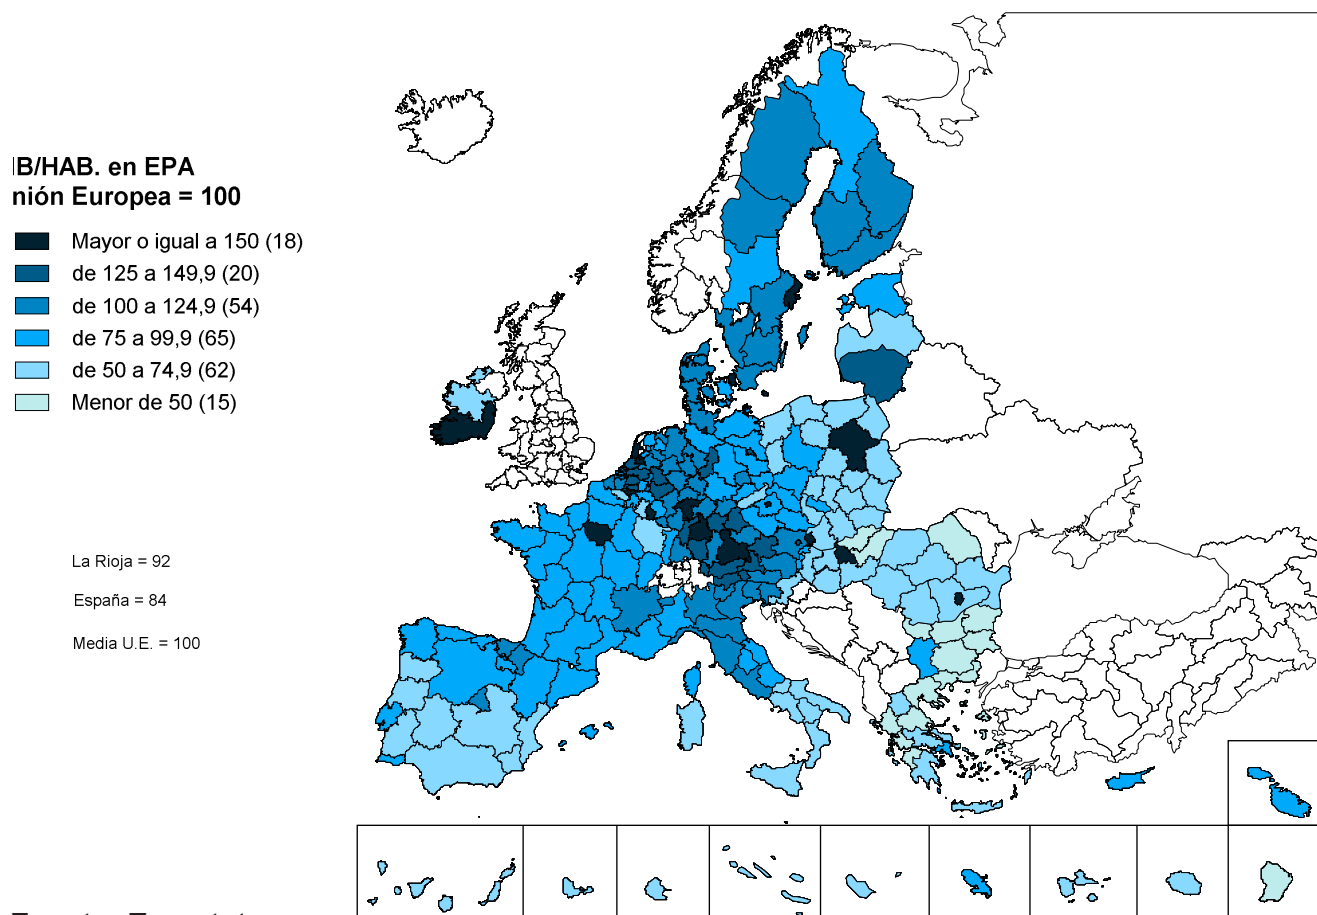 IB/HAB. en EPA
nión Europea = 100
Mayor o igual a 150 (18)
de 125 a 149,9 (20)
de 100 a 124,9 (54)
de 75 a 99,9 (65)
de 50 a 74,9 (62)
Menor de 50 (15)
La Rioja = 92
España = 84
Media U.E. = 100